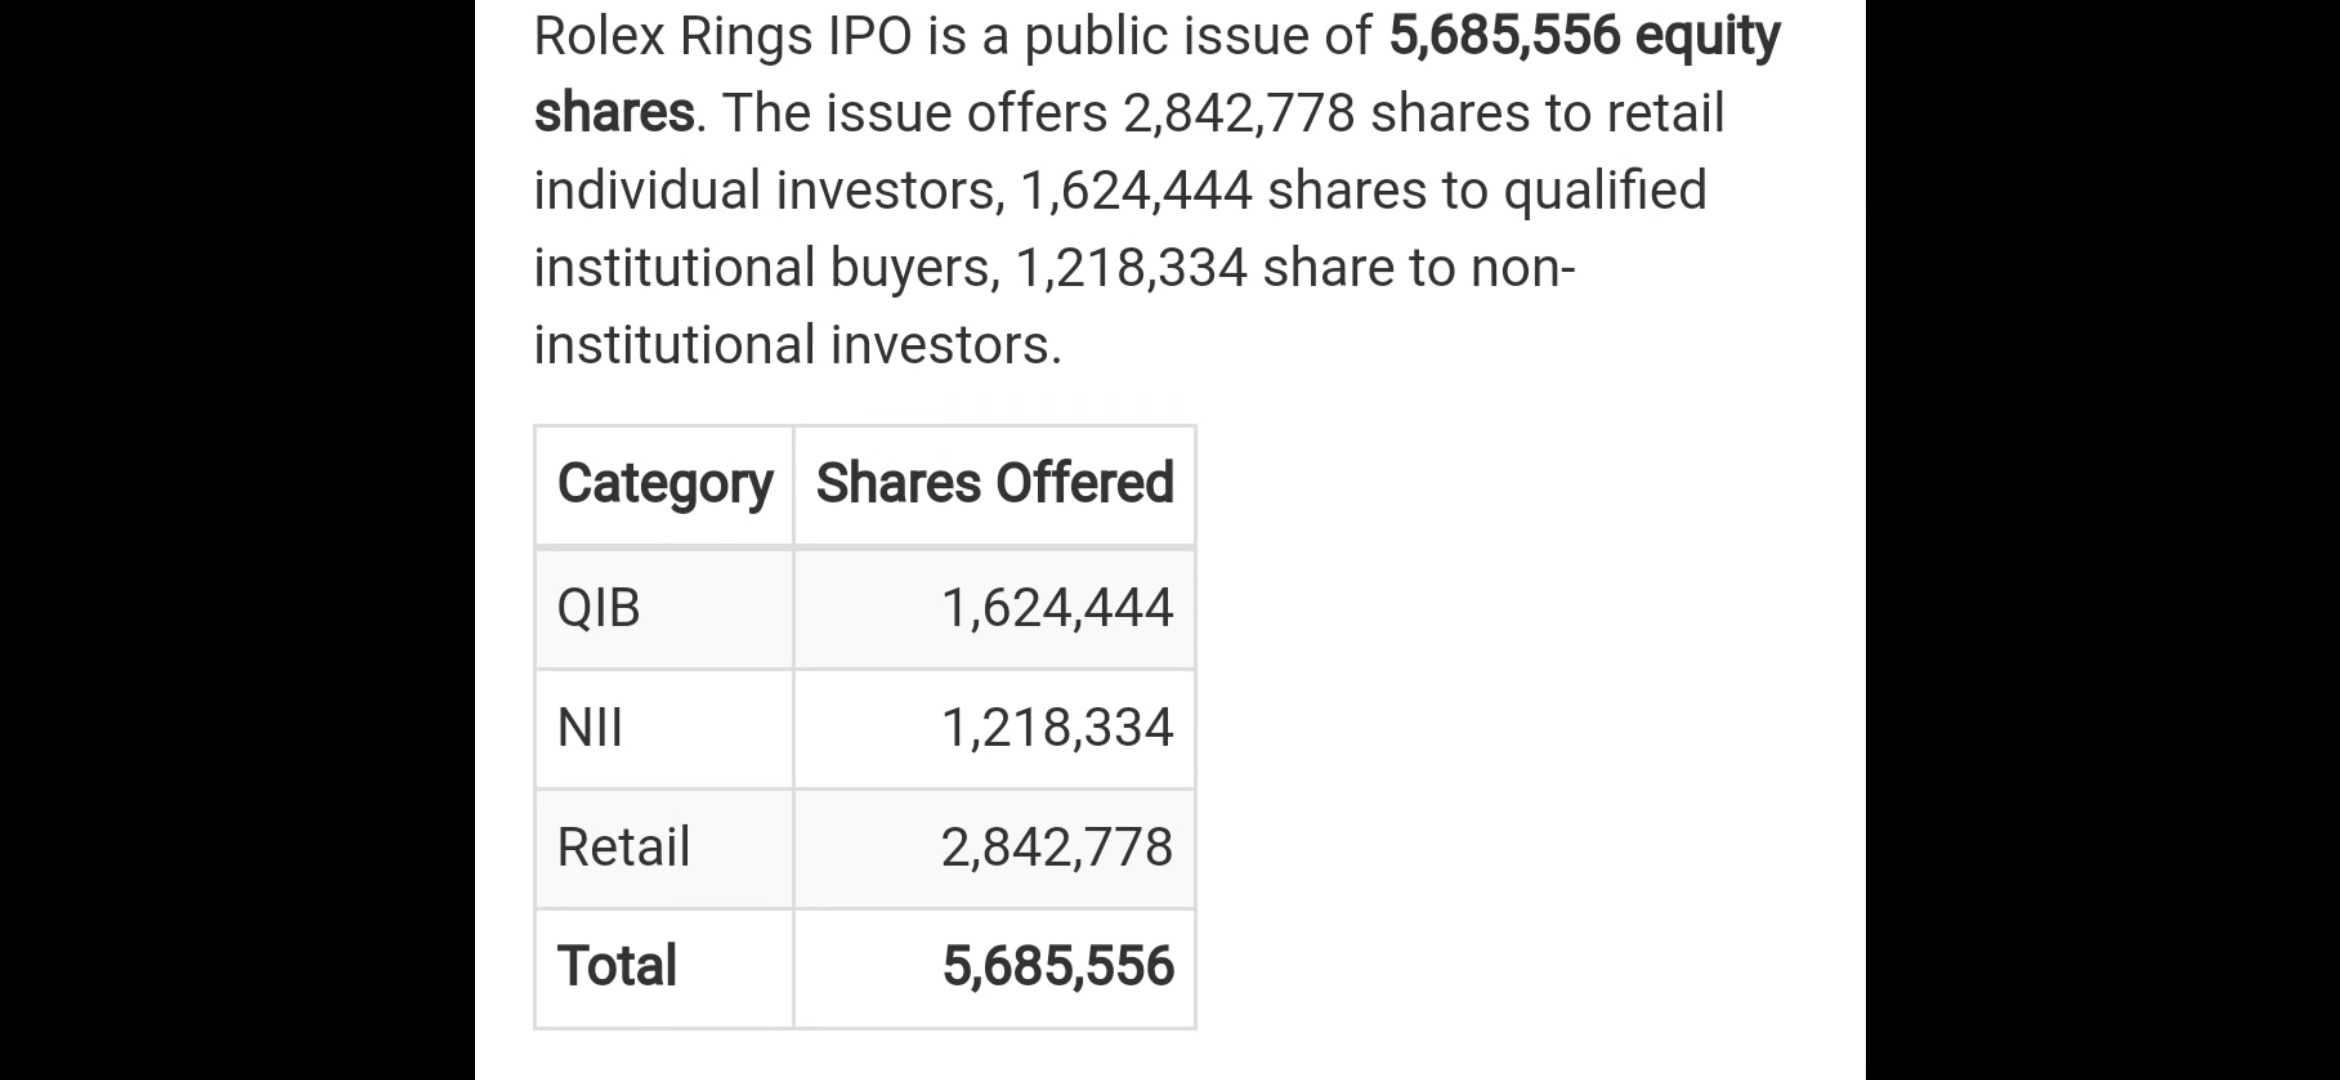 Rolex Rings IPO is a public issue of 5,685,556 equity
shares. The issue offers 2,842,778 shares to retail
individual investors, 1,624,444 shares to qualified
institutional buyers, 1,218,334 share to non-
institutional investors.
Category Shares Offered
QIB 1,624,444
NII 1,218,334
Retail 2,842,778
Total 5,685,556